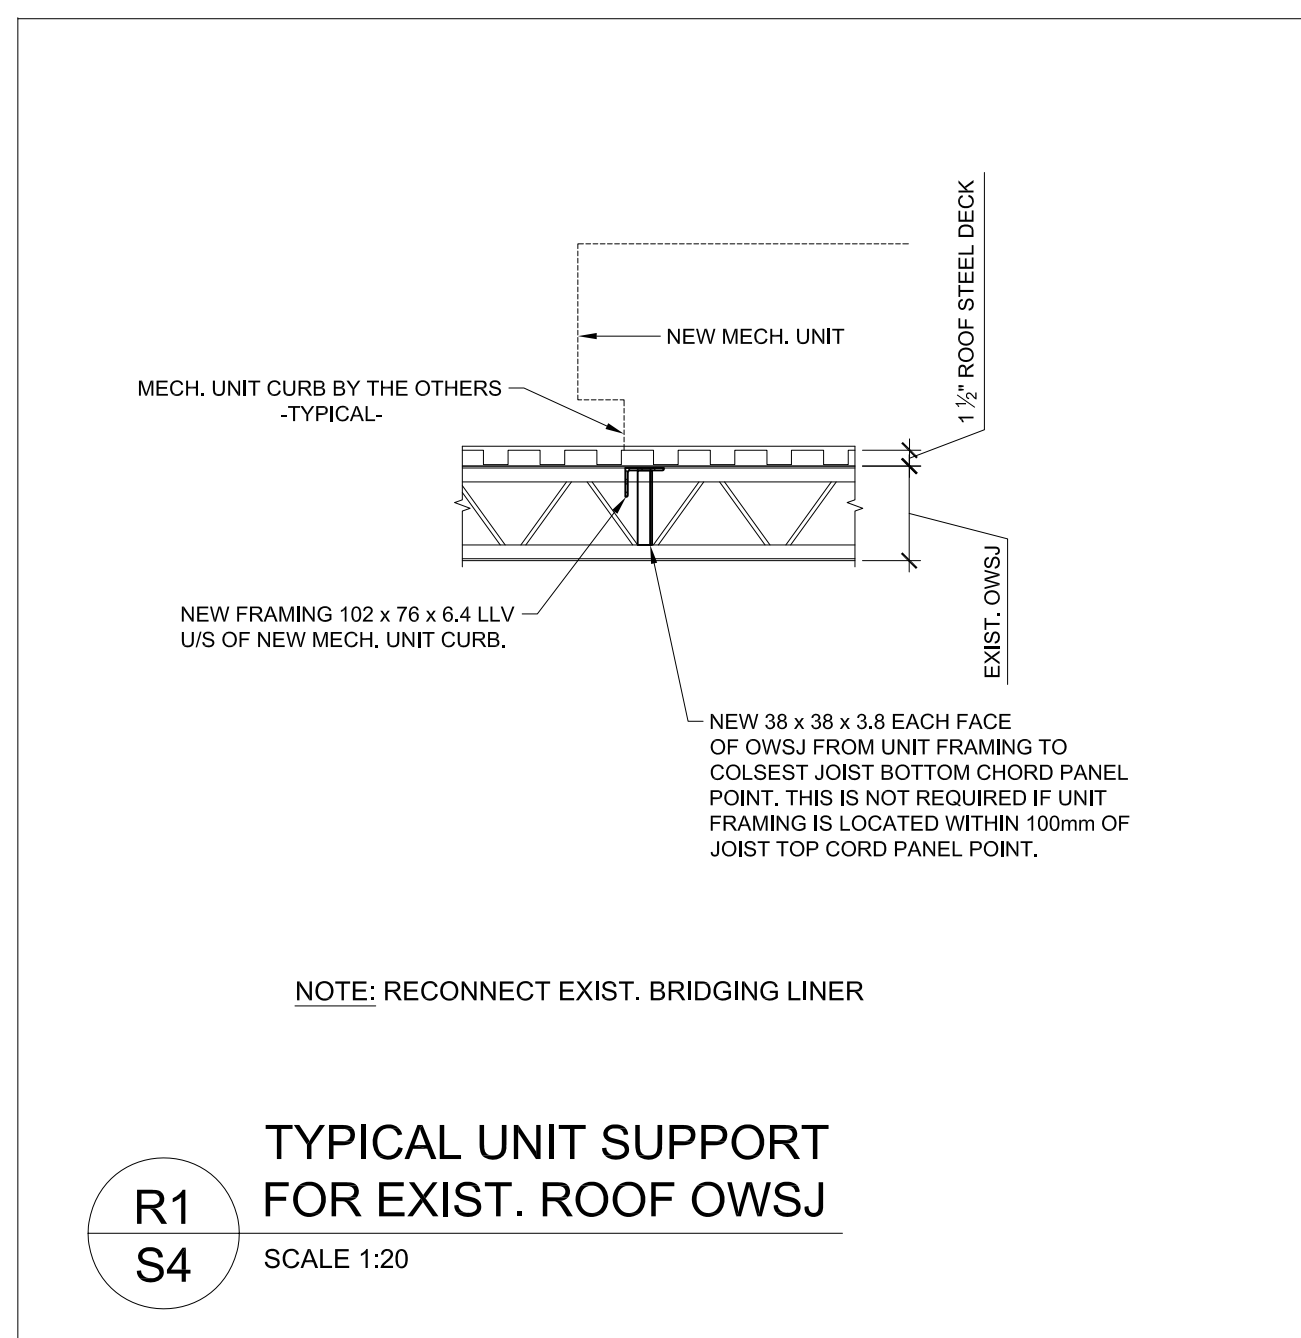 1 ½" ROOF STEEL DECK
NEW MECH. UNIT
MECH. UNIT CURB BY THE OTHERS
-TYPICAL-
EXIST. OWSJ
NEW FRAMING 102 x 76 x 6.4 LLV
U/S OF NEW MECH. UNIT CURB.
NEW 38 x 38 x 3.8 EACH FACE
OF OWSJ FROM UNIT FRAMING TO
COLSEST JOIST BOTTOM CHORD PANEL
POINT. THIS IS NOT REQUIRED IF UNIT
FRAMING IS LOCATED WITHIN 100mm OF
JOIST TOP CORD PANEL POINT.
NOTE: RECONNECT EXIST. BRIDGING LINER
TYPICAL UNIT SUPPORT
FOR EXIST. ROOF OWSJ
R1
S4
SCALE 1:20